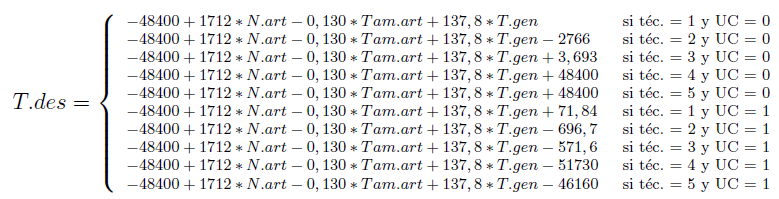 −48400 + 1712 ∗ N.art − 0, 130 ∗ Tam.art + 137, 8 ∗ T.gen si téc. = 1 y UC = 0
−48400 + 1712 ∗ N.art − 0, 130 ∗ Tam.art + 137, 8 ∗ T.gen − 2766 si téc. = 2 y UC = 0
−48400 + 1712 ∗ N.art − 0, 130 ∗ Tam.art + 137, 8 ∗ T.gen + 3, 693 si téc. = 3 y UC = 0
−48400 + 1712 ∗ N.art − 0, 130 ∗ Tam.art + 137, 8 ∗ T.gen + 48400 si téc. = 4 y UC = 0
T.des = −48400 + 1712 ∗ N.art − 0, 130 ∗ Tam.art + 137, 8 ∗ T.gen + 48400 si téc. = 5 y UC = 0
−48400 + 1712 ∗ N.art − 0, 130 ∗ Tam.art + 137, 8 ∗ T.gen + 71, 84 si téc. = 1 y UC = 1
−48400 + 1712 ∗ N.art − 0, 130 ∗ Tam.art + 137, 8 ∗ T.gen − 696, 7 si téc. = 2 y UC = 1
−48400 + 1712 ∗ N.art − 0, 130 ∗ Tam.art + 137, 8 ∗ T.gen − 571, 6 si téc. = 3 y UC = 1
−48400 + 1712 ∗ N.art − 0, 130 ∗ Tam.art + 137, 8 ∗ T.gen − 51730 si téc. = 4 y UC = 1
−48400 + 1712 ∗ N.art − 0, 130 ∗ Tam.art + 137, 8 ∗ T.gen − 46160 si téc. = 5 y UC = 1